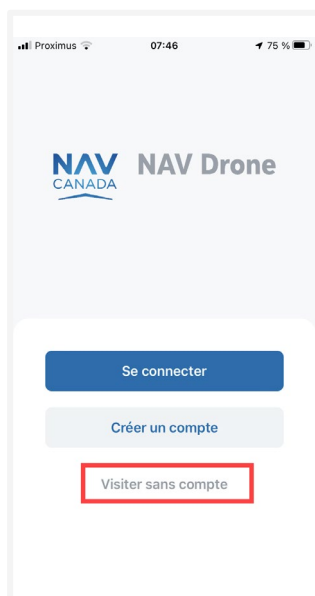 Proximus 07:46 75 %
NAV CANADA NAV Drone
Se connecter
Créer un compte
Visiter sans compte